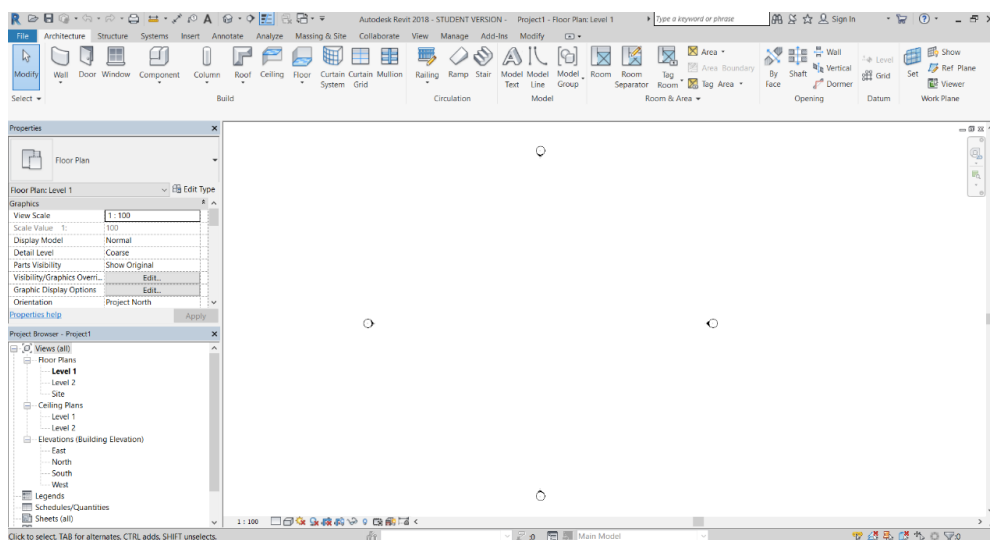 Autodesk Revit 2018 - STUDENT VERSION - Project1 - Floor Plan: Level 1
Type a keyword or phrase
Sign In
File Architecture Structure Systems Insert Annotate Analyze Massing & Site Collaborate View Manage Add-Ins Modify
Modify Wall Door Window Component Column Roof Ceiling Floor Curtain System Curtain Grid Mullion Railing Ramp Stair Model Text Model Line Model Group Room Room Separator Tag Room Area Area Boundary Tag Area By Face Shaft Wall Vertical Dormer Level Grid Set Show Ref Plane Viewer
Select Build Circulation Model Room & Area Opening Datum Work Plane
Properties
Floor Plan
Floor Plan: Level 1 Edit Type
Graphics
View Scale 1 : 100
Scale Value 1: 100
Display Model Normal
Detail Level Coarse
Parts Visibility Show Original
Visibility/Graphics Overri... Edit...
Graphic Display Options Edit...
Orientation Project North
Properties help Apply
Project Browser - Project1
Views (all)
Floor Plans
Level 1
Level 2
Site
Ceiling Plans
Level 1
Level 2
Elevations (Building Elevation)
East
North
South
West
Legends
Schedules/Quantities
Sheets (all)
1 : 100
Click to select, TAB for alternates, CTRL adds, SHIFT unselects.
:0
Main Model
:0